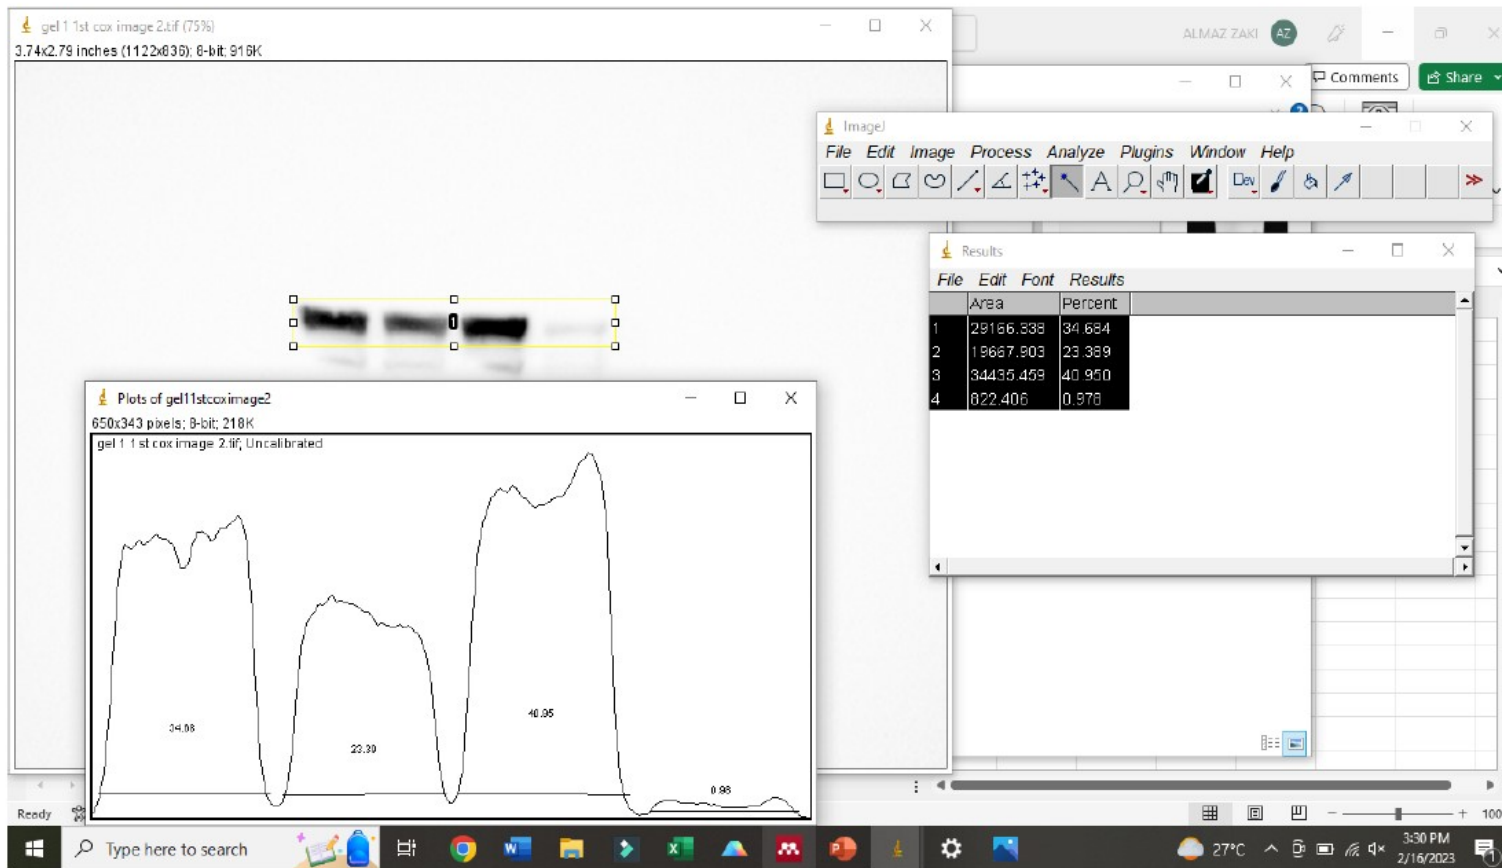 gel 1 1st cox image 2.tif (75%)
3.74x2.79 inches (1122x836); 8-bit; 916K
1
ALMAZ ZAKI AZ
Comments Share
ImageJ
File Edit Image Process Analyze Plugins Window Help
A Dev
Results
File Edit Font Results
Area Percent
1 29166.338 34.684
2 19667.903 23.389
3 34435.459 40.950
4 822.406 0.978
Plots of gel11stcoximage2
650x343 pixels; 8-bit; 218K
gel 1 1st cox image 2.tif; Uncalibrated
34.68
23.39
40.95
0.98
Ready
100
Type here to search
27°C
3:30 PM
2/16/2023